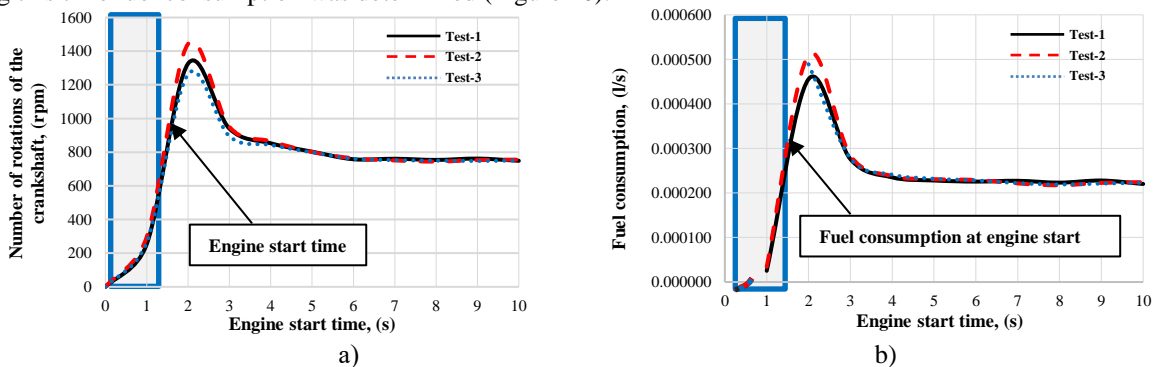 Number of rotations of the
crankshaft, (rpm)
1600
1400
1200
1000
800
600
400
200
0
Test-1
Test-2
Test-3
Engine start time
0 1 2 3 4 5 6 7 8 9 10
Engine start time, (s)
a)
Fuel consumption, (l/s)
0.000600
0.000500
0.000400
0.000300
0.000200
0.000100
0.000000
Test-1
Test-2
Test-3
Fuel consumption at engine start
0 1 2 3 4 5 6 7 8 9 10
Engine start time, (s)
b)